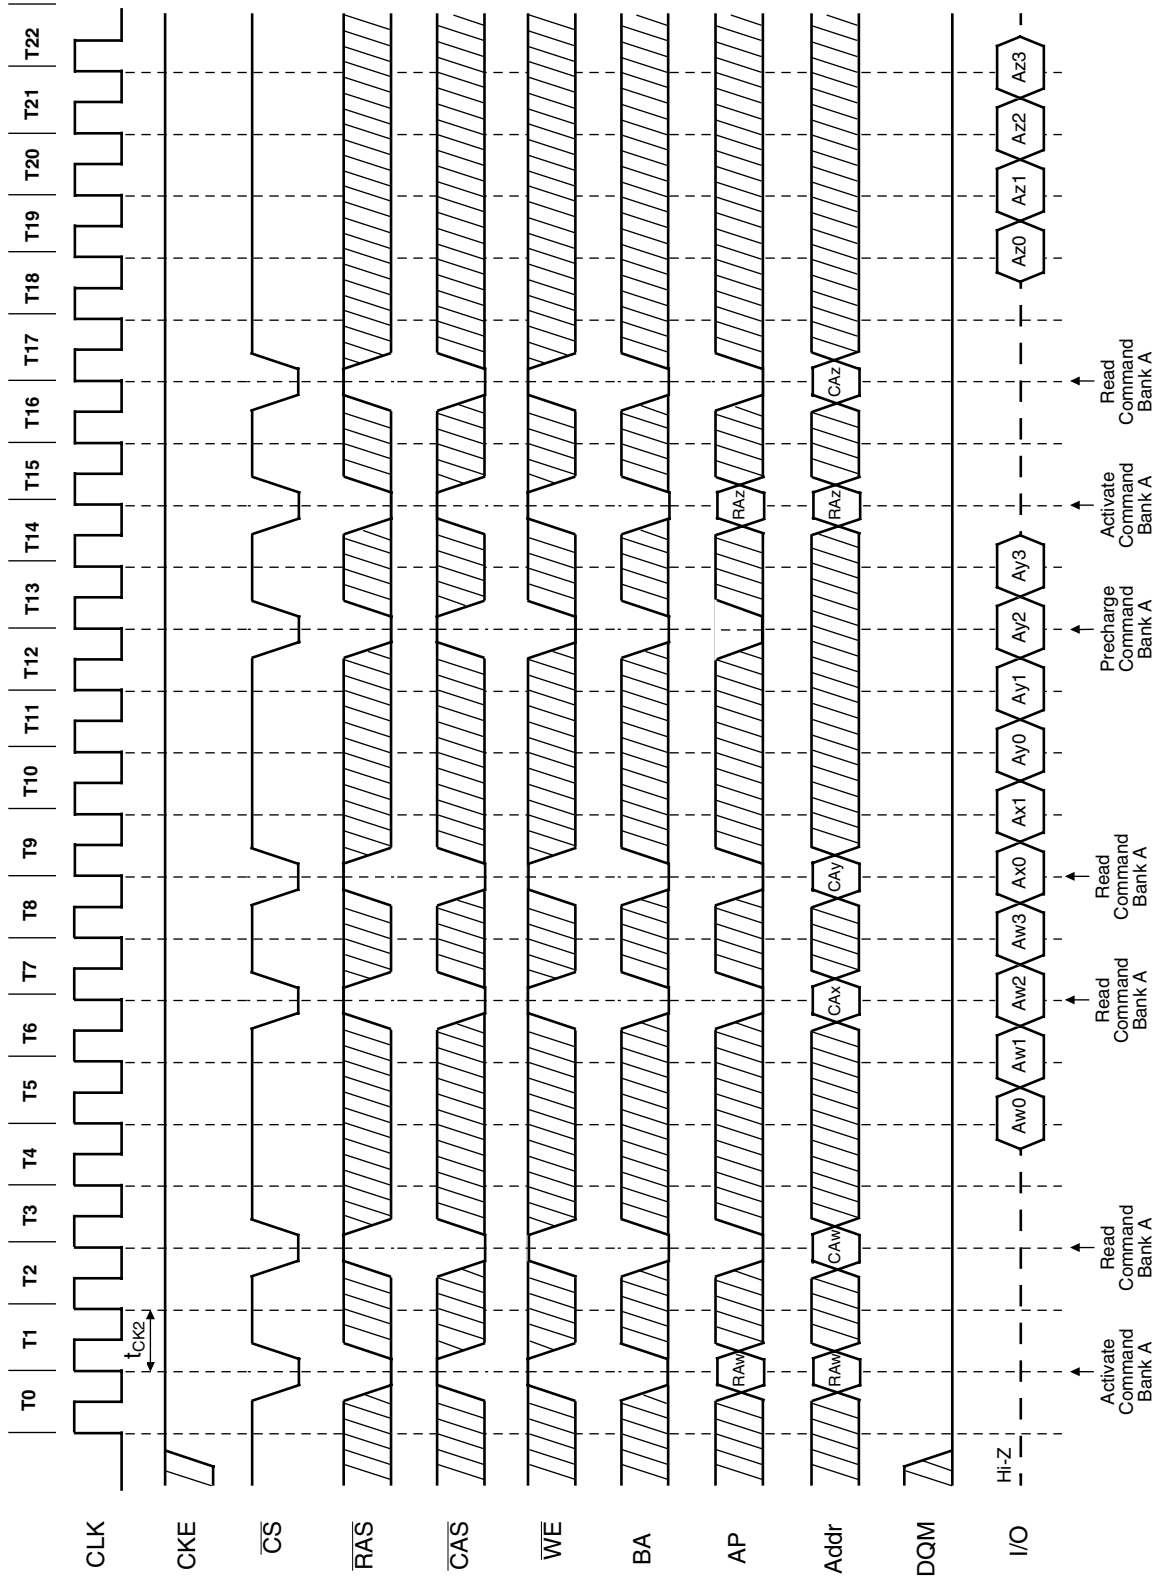 T0 T1 T2 T3 T4 T5 T6 T7 T8 T9 T10 T11 T12 T13 T14 T15 T16 T17 T18 T19 T20 T21 T22
CLK
tCK2
CKE
CS
RAS
CAS
WE
BA
AP
RAw RAz
Addr
RAw CAw CAx CAy RAz CAz
DQM
I/O
Hi-Z
Aw0 Aw1 Aw2 Aw3 Ax0 Ax1 Ay0 Ay1 Ay2 Ay3 Az0 Az1 Az2 Az3
Activate
Command
Bank A
Read
Command
Bank A
Read
Command
Bank A
Read
Command
Bank A
Precharge
Command
Bank A
Activate
Command
Bank A
Read
Command
Bank A